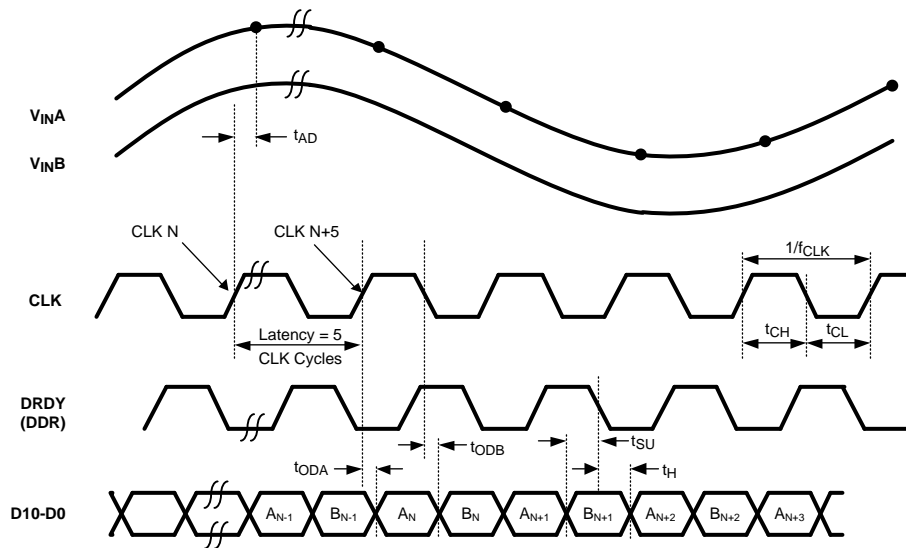 VINA
tAD
VINB
CLK N
CLK N+5
1/fCLK
CLK
Latency = 5
CLK Cycles
tCH
tCL
DRDY
(DDR)
tODA
tODB
tSU
tH
D10-D0
AN-1
BN-1
AN
BN
AN+1
BN+1
AN+2
BN+2
AN+3